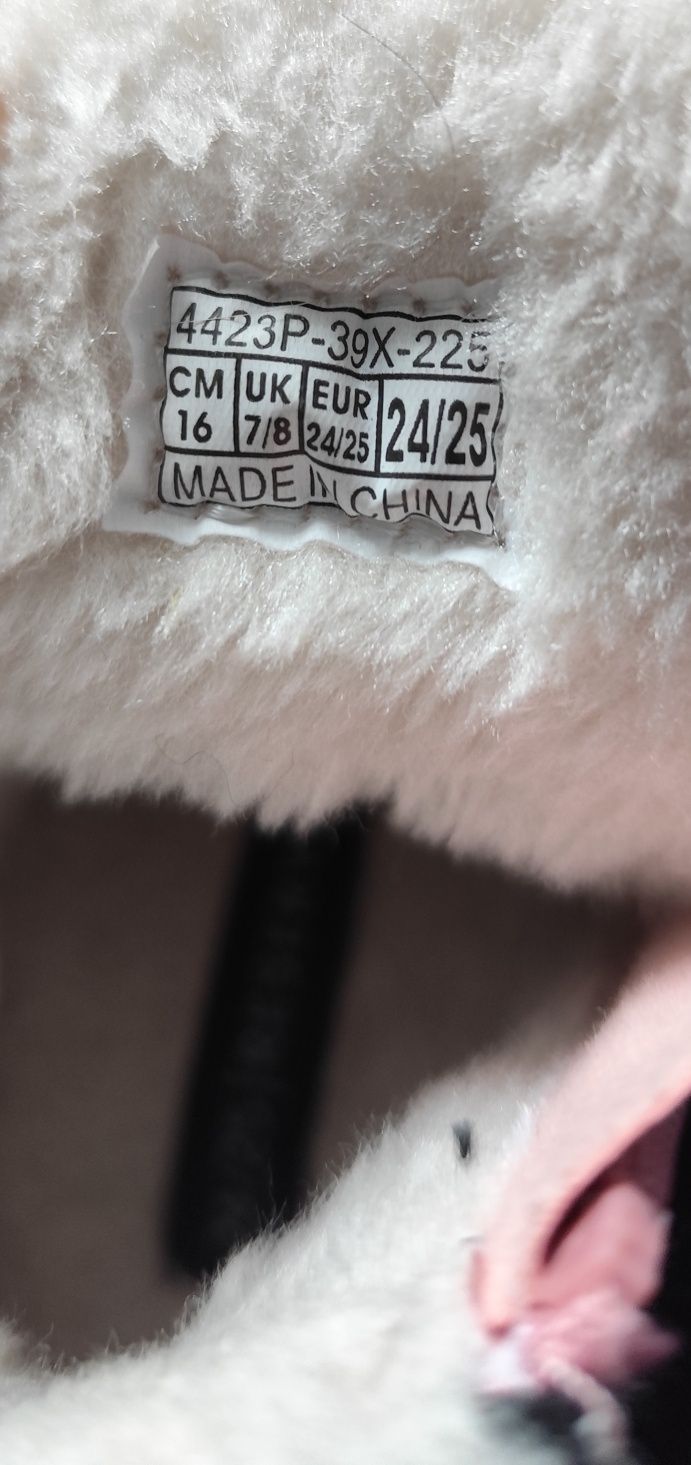 4423P-39X-225
CM UK EUR 24/25
16 7/8 24/25
MADE IN CHINA